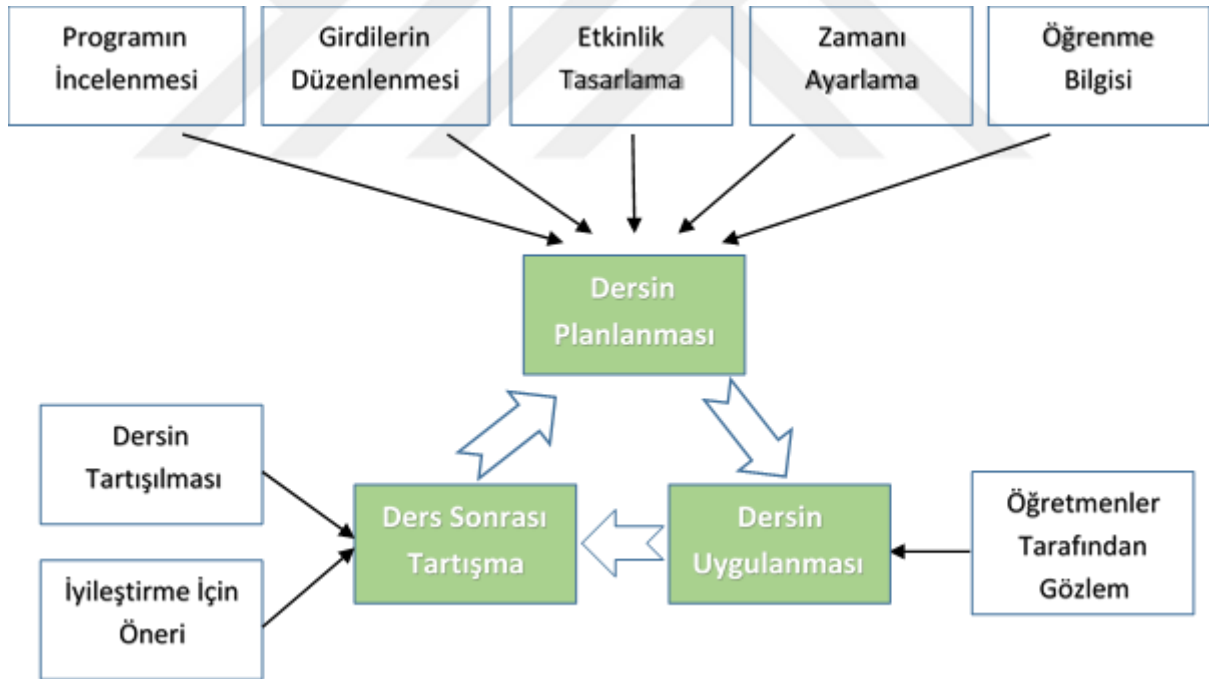 Programın
İncelenmesi
Girdilerin
Düzenlenmesi
Etkinlik
Tasarlama
Zamanı
Ayarlama
Öğrenme
Bilgisi
Dersin
Planlanması
Dersin
Tartışılması
İyileştirme İçin
Öneri
Ders Sonrası
Tartışma
Dersin
Uygulanması
Öğretmenler
Tarafından
Gözlem